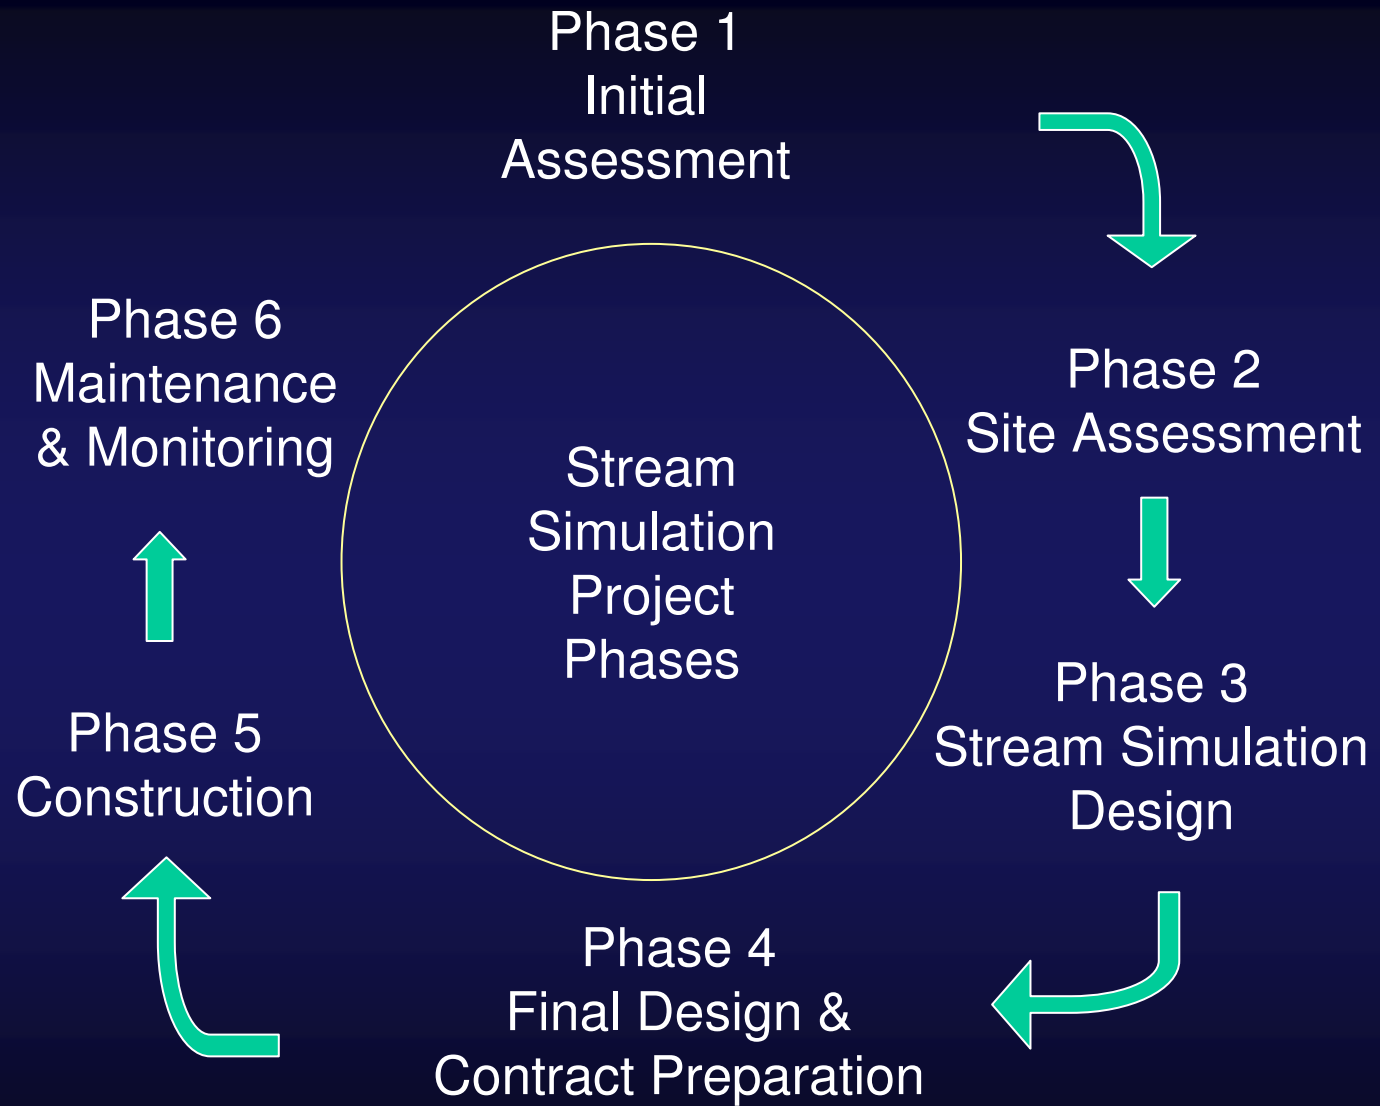 Phase 1
Initial
Assessment
Phase 2
Site Assessment
Phase 3
Stream Simulation
Design
Phase 4
Final Design &
Contract Preparation
Phase 5
Construction
Phase 6
Maintenance
& Monitoring
Stream
Simulation
Project
Phases